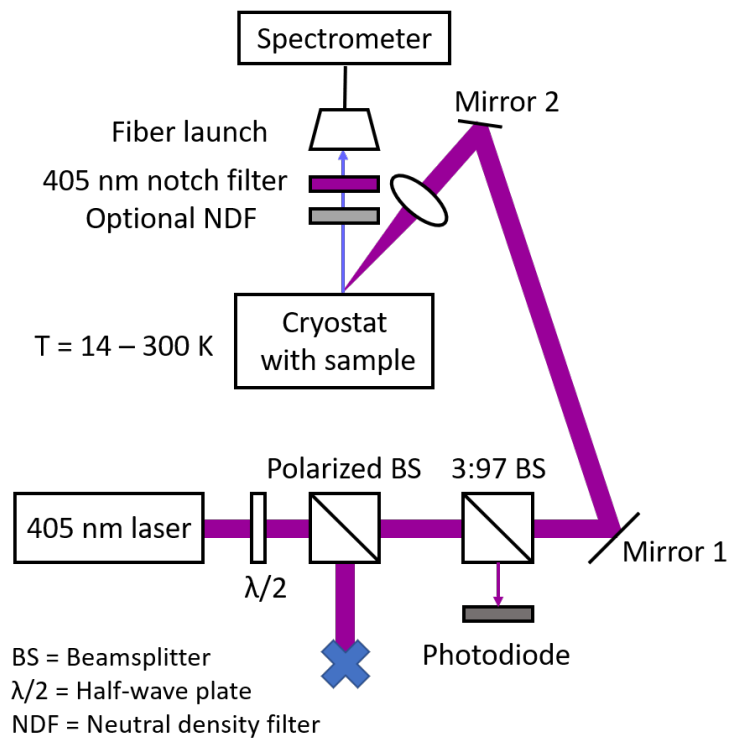 Spectrometer
Mirror 2
Fiber launch
405 nm notch filter
Optional NDF
Cryostat
with sample
T = 14 – 300 K
Polarized BS
3:97 BS
405 nm laser
λ/2
Mirror 1
Photodiode
BS = Beamsplitter
λ/2 = Half-wave plate
NDF = Neutral density filter